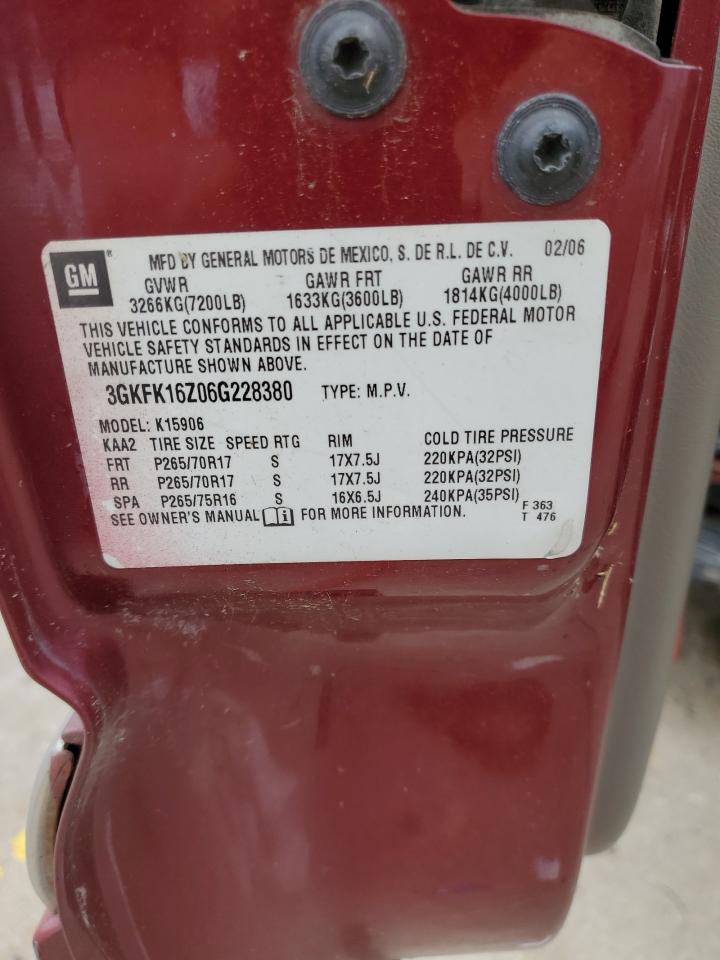 GM ® MFD BY GENERAL MOTORS DE MEXICO, S. DE R.L. DE C.V. 02/06
GVWR GAWR FRT GAWR RR
3266KG(7200LB) 1633KG(3600LB) 1814KG(4000LB)
THIS VEHICLE CONFORMS TO ALL APPLICABLE U.S. FEDERAL MOTOR
VEHICLE SAFETY STANDARDS IN EFFECT ON THE DATE OF
MANUFACTURE SHOWN ABOVE.
3GKFK16Z06G228380 TYPE: M.P.V.
MODEL: K15906
KAA2 TIRE SIZE SPEED RTG RIM COLD TIRE PRESSURE
FRT P265/70R17 S 17X7.5J 220KPA(32PSI)
RR P265/70R17 S 17X7.5J 220KPA(32PSI)
SPA P265/75R16 S 16X6.5J 240KPA(35PSI)
SEE OWNER'S MANUAL i FOR MORE INFORMATION.
F 363
T 476